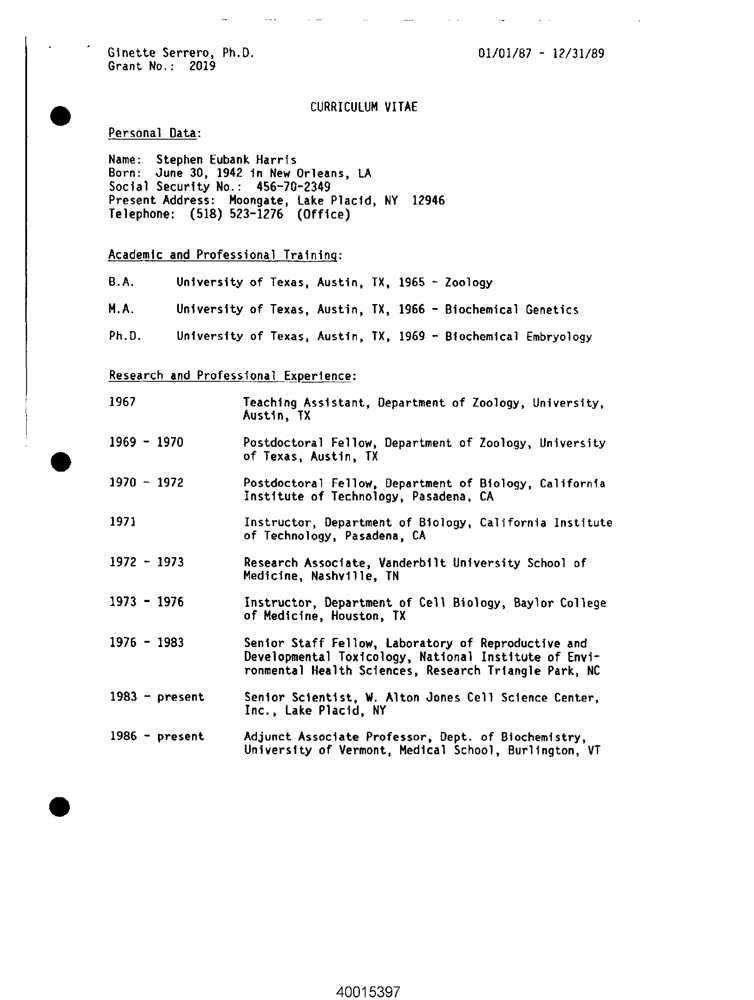 Ginette Serrero, Ph.D. 01/01/87 - 12/31/89
Grant No.: 2019
CURRICULUM VITAE
Personal Data:
Name: Stephen Eubank Harris
Born: June 30, 1942 in New Orleans, LA
Social Security No.: 456-70-2349
Present Address: Moongate, Lake Placid, NY 12946
Telephone: (518) 523-1276 (Office)
Academic and Professional Training:
B.A. University of Texas, Austin, TX, 1965 - Zoology
M.A. University of Texas, Austin, TX, 1966 - Biochemical Genetics
Ph.D. University of Texas, Austin, TX, 1969 - Biochemical Embryology
Research and Professional Experience:
1967 Teaching Assistant, Department of Zoology, University,
Austin, TX
1969 - 1970 Postdoctoral Fellow, Department of Zoology, University
of Texas, Austin, TX
1970 - 1972 Postdoctoral Fellow, Department of Biology, California
Institute of Technology, Pasadena, CA
1971 Instructor, Department of Biology, California Institute
of Technology, Pasadena, CA
1972 - 1973 Research Associate, Vanderbilt University School of
Medicine, Nashville, TN
1973 - 1976 Instructor, Department of Cell Biology, Baylor College
of Medicine, Houston, TX
1976 - 1983 Senior Staff Fellow, Laboratory of Reproductive and
Developmental Toxicology, National Institute of Envi-
ronmental Health Sciences, Research Triangle Park, NC
1983 - present Senior Scientist, W. Alton Jones Cell Science Center,
Inc., Lake Placid, NY
1986 - present Adjunct Associate Professor, Dept. of Biochemistry,
University of Vermont, Medical School, Burlington, VT
40015397